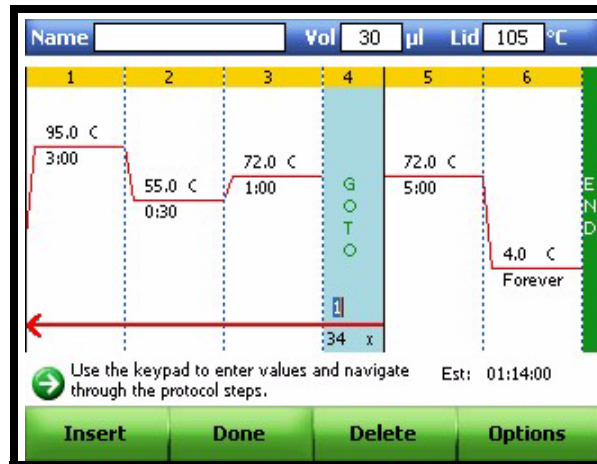 Name Vol 30 µl Lid 105 °C
1 2 3 4 5 6
95.0 C
3:00
55.0 C
0:30
72.0 C
1:00
GOTO
1
34 x
72.0 C
5:00
4.0 C
Forever
END
Use the keypad to enter values and navigate
through the protocol steps.
Est: 01:14:00
Insert Done Delete Options